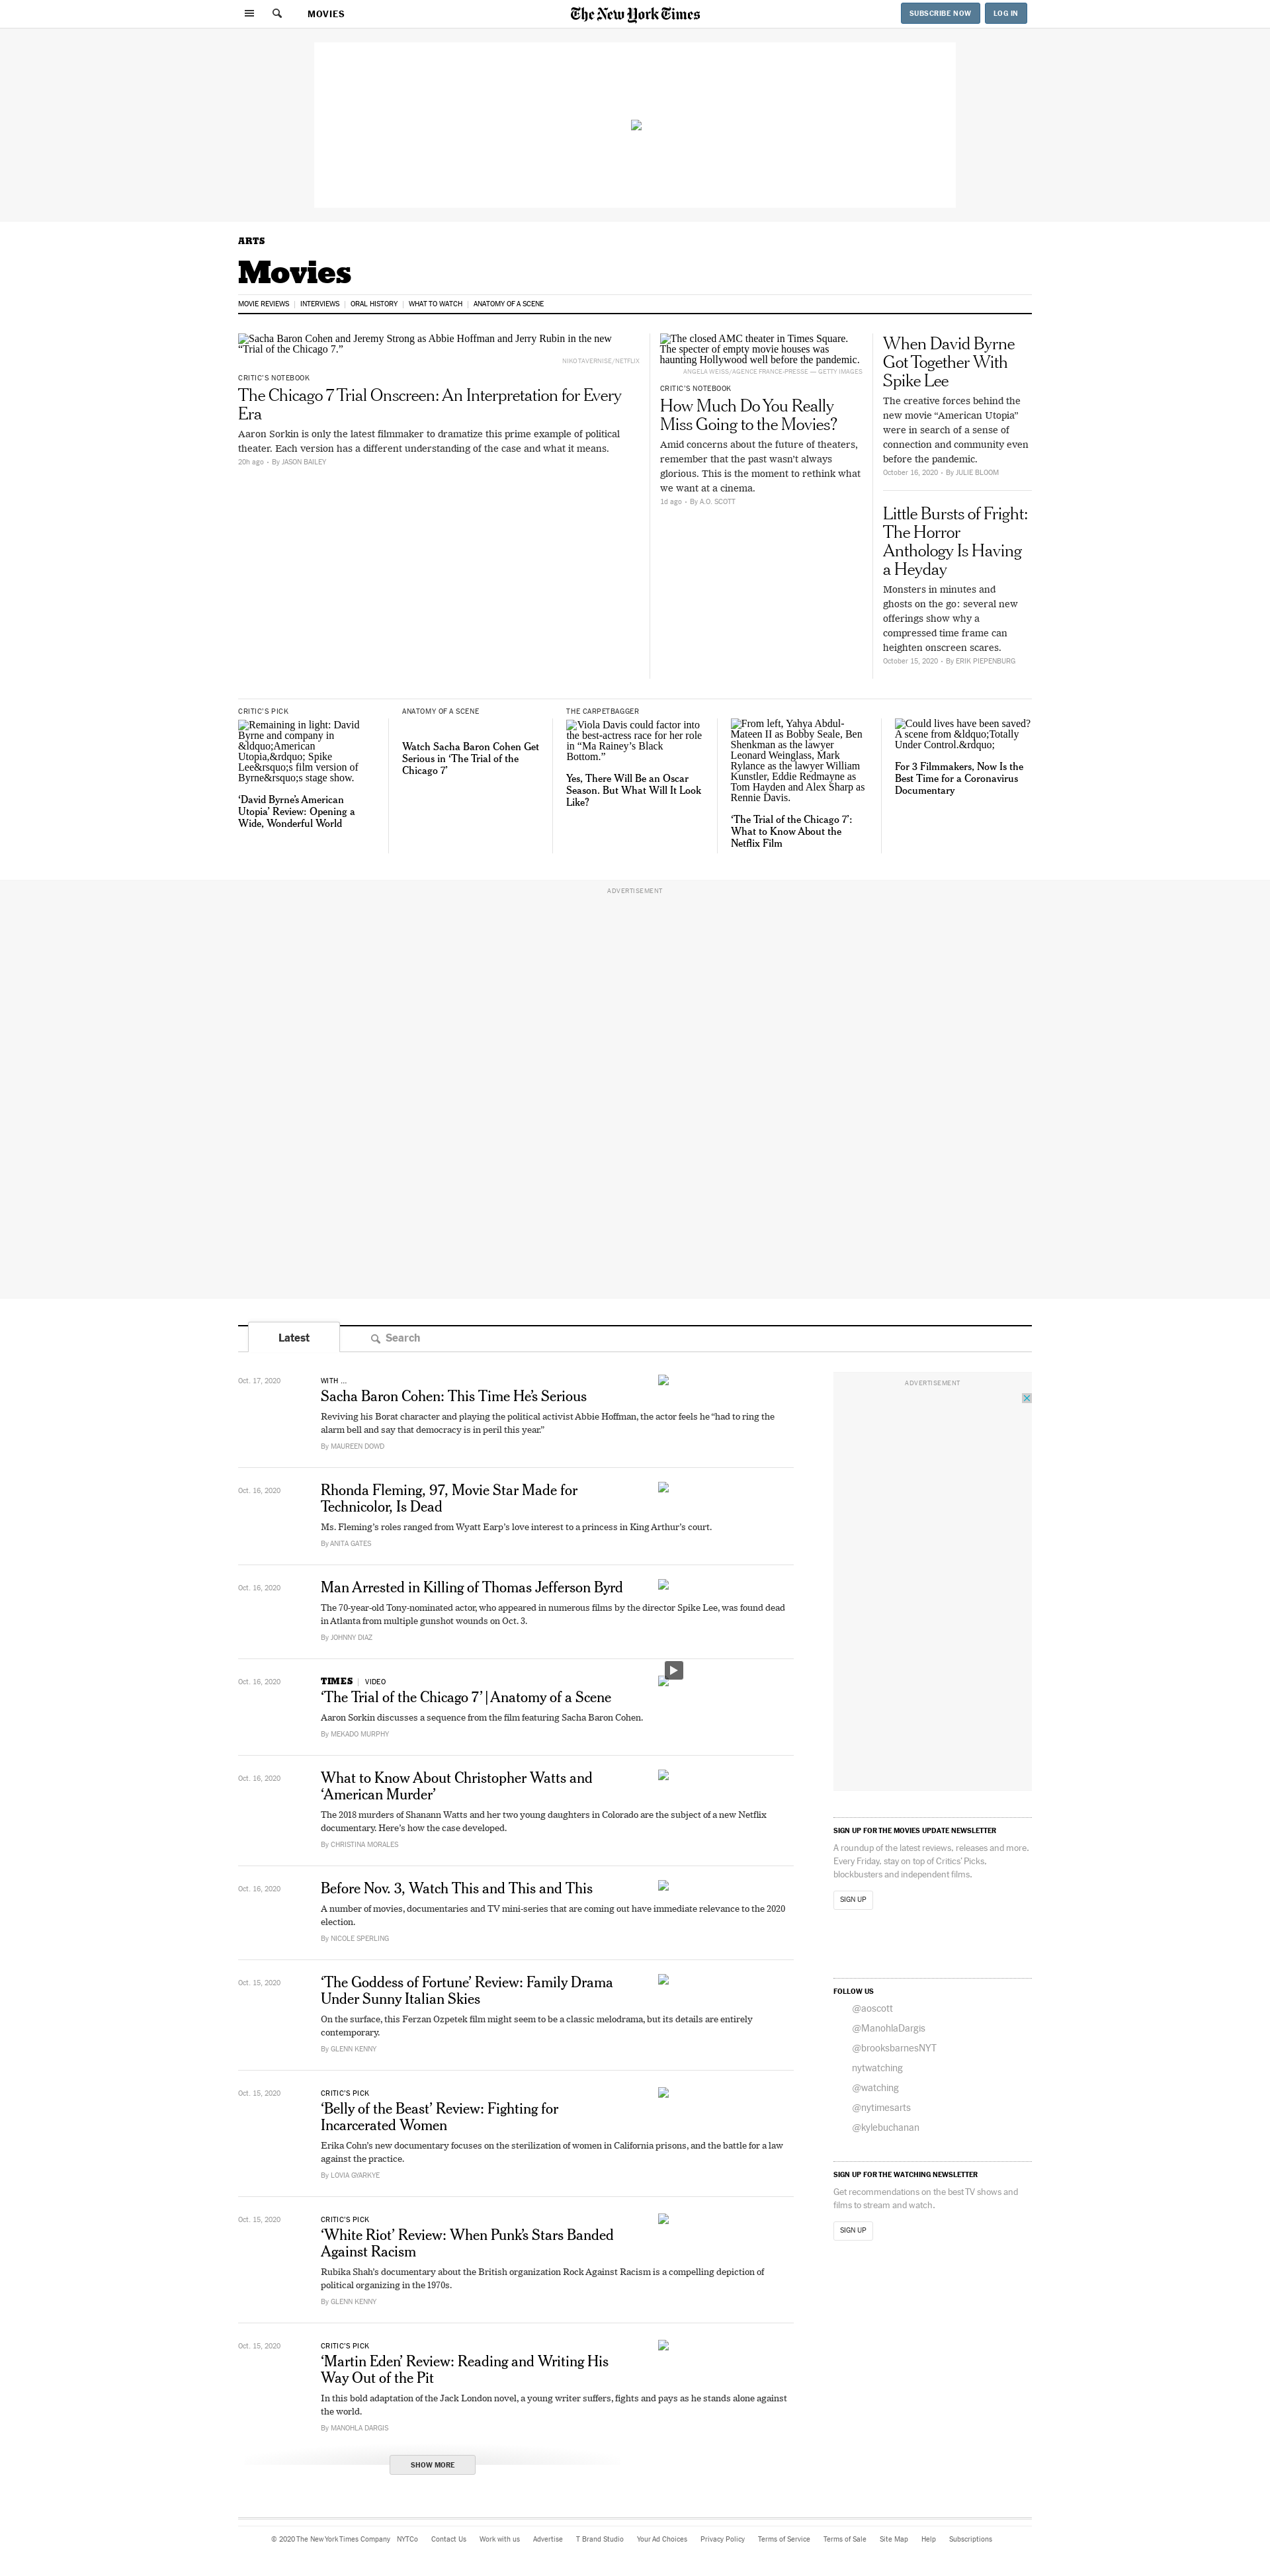 MOVIES
The New York Times
SUBSCRIBE NOW
LOG IN
ARTS
Movies
MOVIE REVIEWS | INTERVIEWS | ORAL HISTORY | WHAT TO WATCH | ANATOMY OF A SCENE
Sacha Baron Cohen and Jeremy Strong as Abbie Hoffman and Jerry Rubin in the new
“Trial of the Chicago 7.”
NIKO TAVERNISE/NETFLIX
CRITIC’S NOTEBOOK
The Chicago 7 Trial Onscreen: An Interpretation for Every
Era
Aaron Sorkin is only the latest filmmaker to dramatize this prime example of political
theater. Each version has a different understanding of the case and what it means.
20h ago - By JASON BAILEY
The closed AMC theater in Times Square.
The specter of empty movie houses was
haunting Hollywood well before the pandemic.
ANGELA WEISS/AGENCE FRANCE-PRESSE — GETTY IMAGES
CRITIC’S NOTEBOOK
How Much Do You Really
Miss Going to the Movies?
Amid concerns about the future of theaters,
remember that the past wasn’t always
glorious. This is the moment to rethink what
we want at a cinema.
1d ago - By A.O. SCOTT
When David Byrne
Got Together With
Spike Lee
The creative forces behind the
new movie “American Utopia”
were in search of a sense of
connection and community even
before the pandemic.
October 16, 2020 - By JULIE BLOOM
Little Bursts of Fright:
The Horror
Anthology Is Having
a Heyday
Monsters in minutes and
ghosts on the go: several new
offerings show why a
compressed time frame can
heighten onscreen scares.
October 15, 2020 - By ERIK PIEPENBURG
CRITIC’S PICK
Remaining in light: David
Byrne and company in
&ldquo;American
Utopia,&rdquo; Spike
Lee&rsquo;s film version of
Byrne&rsquo;s stage show.
‘David Byrne’s American
Utopia’ Review: Opening a
Wide, Wonderful World
ANATOMY OF A SCENE
Watch Sacha Baron Cohen Get
Serious in ‘The Trial of the
Chicago 7’
THE CARPETBAGGER
Viola Davis could factor into
the best-actress race for her role
in “Ma Rainey’s Black
Bottom.”
Yes, There Will Be an Oscar
Season. But What Will It Look
Like?
From left, Yahya Abdul-
Mateen II as Bobby Seale, Ben
Shenkman as the lawyer
Leonard Weinglass, Mark
Rylance as the lawyer William
Kunstler, Eddie Redmayne as
Tom Hayden and Alex Sharp as
Rennie Davis.
‘The Trial of the Chicago 7’:
What to Know About the
Netflix Film
Could lives have been saved?
A scene from &ldquo;Totally
Under Control.&rdquo;
For 3 Filmmakers, Now Is the
Best Time for a Coronavirus
Documentary
ADVERTISEMENT
Latest
Search
Oct. 17, 2020
WITH ...
Sacha Baron Cohen: This Time He’s Serious
Reviving his Borat character and playing the political activist Abbie Hoffman, the actor feels he “had to ring the
alarm bell and say that democracy is in peril this year.”
By MAUREEN DOWD
Oct. 16, 2020
Rhonda Fleming, 97, Movie Star Made for
Technicolor, Is Dead
Ms. Fleming’s roles ranged from Wyatt Earp’s love interest to a princess in King Arthur’s court.
By ANITA GATES
Oct. 16, 2020
Man Arrested in Killing of Thomas Jefferson Byrd
The 70-year-old Tony-nominated actor, who appeared in numerous films by the director Spike Lee, was found dead
in Atlanta from multiple gunshot wounds on Oct. 3.
By JOHNNY DIAZ
Oct. 16, 2020
TIMES | VIDEO
‘The Trial of the Chicago 7’ | Anatomy of a Scene
Aaron Sorkin discusses a sequence from the film featuring Sacha Baron Cohen.
By MEKADO MURPHY
Oct. 16, 2020
What to Know About Christopher Watts and
‘American Murder’
The 2018 murders of Shanann Watts and her two young daughters in Colorado are the subject of a new Netflix
documentary. Here’s how the case developed.
By CHRISTINA MORALES
Oct. 16, 2020
Before Nov. 3, Watch This and This and This
A number of movies, documentaries and TV mini-series that are coming out have immediate relevance to the 2020
election.
By NICOLE SPERLING
Oct. 15, 2020
‘The Goddess of Fortune’ Review: Family Drama
Under Sunny Italian Skies
On the surface, this Ferzan Ozpetek film might seem to be a classic melodrama, but its details are entirely
contemporary.
By GLENN KENNY
Oct. 15, 2020
CRITIC’S PICK
‘Belly of the Beast’ Review: Fighting for
Incarcerated Women
Erika Cohn’s new documentary focuses on the sterilization of women in California prisons, and the battle for a law
against the practice.
By LOVIA GYARKYE
Oct. 15, 2020
CRITIC’S PICK
‘White Riot’ Review: When Punk’s Stars Banded
Against Racism
Rubika Shah’s documentary about the British organization Rock Against Racism is a compelling depiction of
political organizing in the 1970s.
By GLENN KENNY
Oct. 15, 2020
CRITIC’S PICK
‘Martin Eden’ Review: Reading and Writing His
Way Out of the Pit
In this bold adaptation of the Jack London novel, a young writer suffers, fights and pays as he stands alone against
the world.
By MANOHLA DARGIS
SHOW MORE
ADVERTISEMENT
SIGN UP FOR THE MOVIES UPDATE NEWSLETTER
A roundup of the latest reviews, releases and more.
Every Friday, stay on top of Critics’ Picks,
blockbusters and independent films.
SIGN UP
FOLLOW US
@aoscott
@ManohlaDargis
@brooksbarnesNYT
nytwatching
@watching
@nytimesarts
@kylebuchanan
SIGN UP FOR THE WATCHING NEWSLETTER
Get recommendations on the best TV shows and
films to stream and watch.
SIGN UP
© 2020 The New York Times Company NYTCo Contact Us Work with us Advertise T Brand Studio Your Ad Choices Privacy Policy Terms of Service Terms of Sale Site Map Help Subscriptions